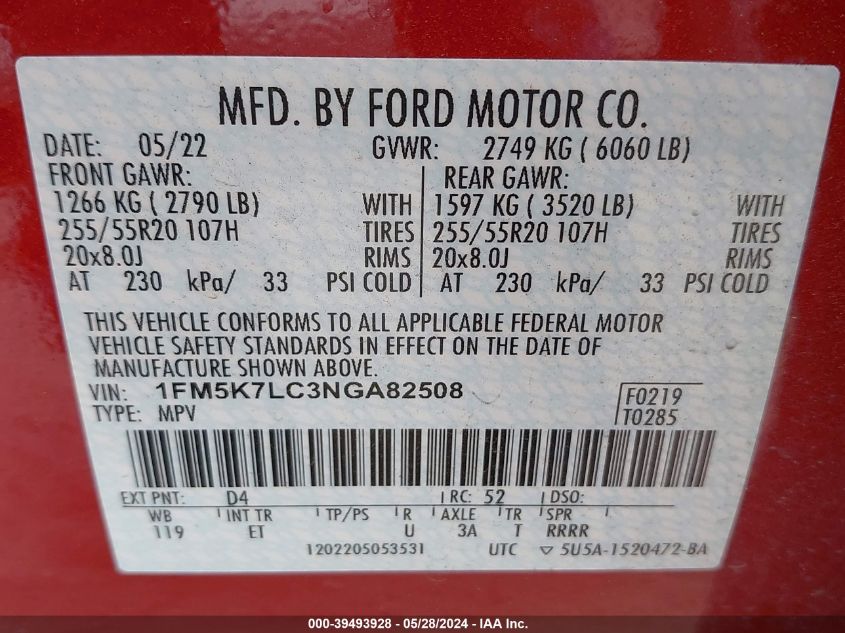 MFD. BY FORD MOTOR CO.
DATE: 05/22 GVWR: 2749 KG ( 6060 LB)
FRONT GAWR: REAR GAWR:
1266 KG ( 2790 LB) WITH 1597 KG ( 3520 LB) WITH
255/55R20 107H TIRES 255/55R20 107H TIRES
20x8.0J RIMS 20x8.0J RIMS
AT 230 kPa/ 33 PSI COLD AT 230 kPa/ 33 PSI COLD
THIS VEHICLE CONFORMS TO ALL APPLICABLE FEDERAL MOTOR
VEHICLE SAFETY STANDARDS IN EFFECT ON THE DATE OF
MANUFACTURE SHOWN ABOVE.
VIN: 1FM5K7LC3NGA82508 F0219
TYPE: MPV T0285
EXT PNT: D4 RC: 52 DSO:
WB INT TR TP/PS R AXLE TR SPR
119 ET U 3A T RRRR
1202205053531 UTC ▽ 5U5A-1520472-BA
000-39493928 - 05/28/2024 - IAA Inc.